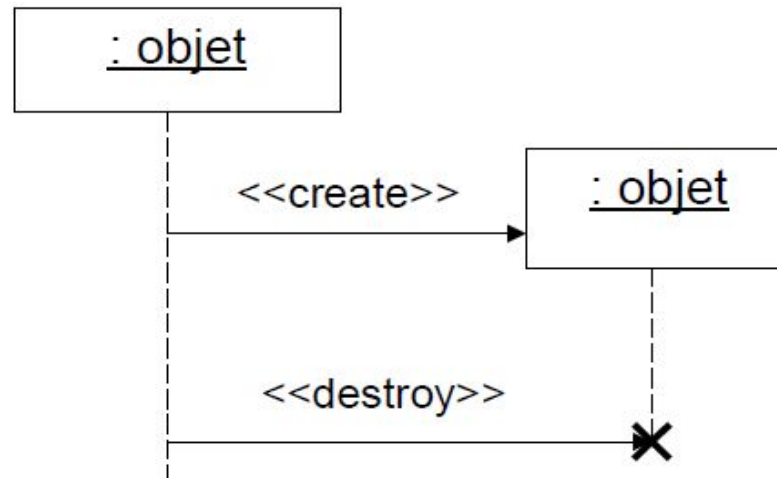 : objet
<<create>>
: objet
<<destroy>>